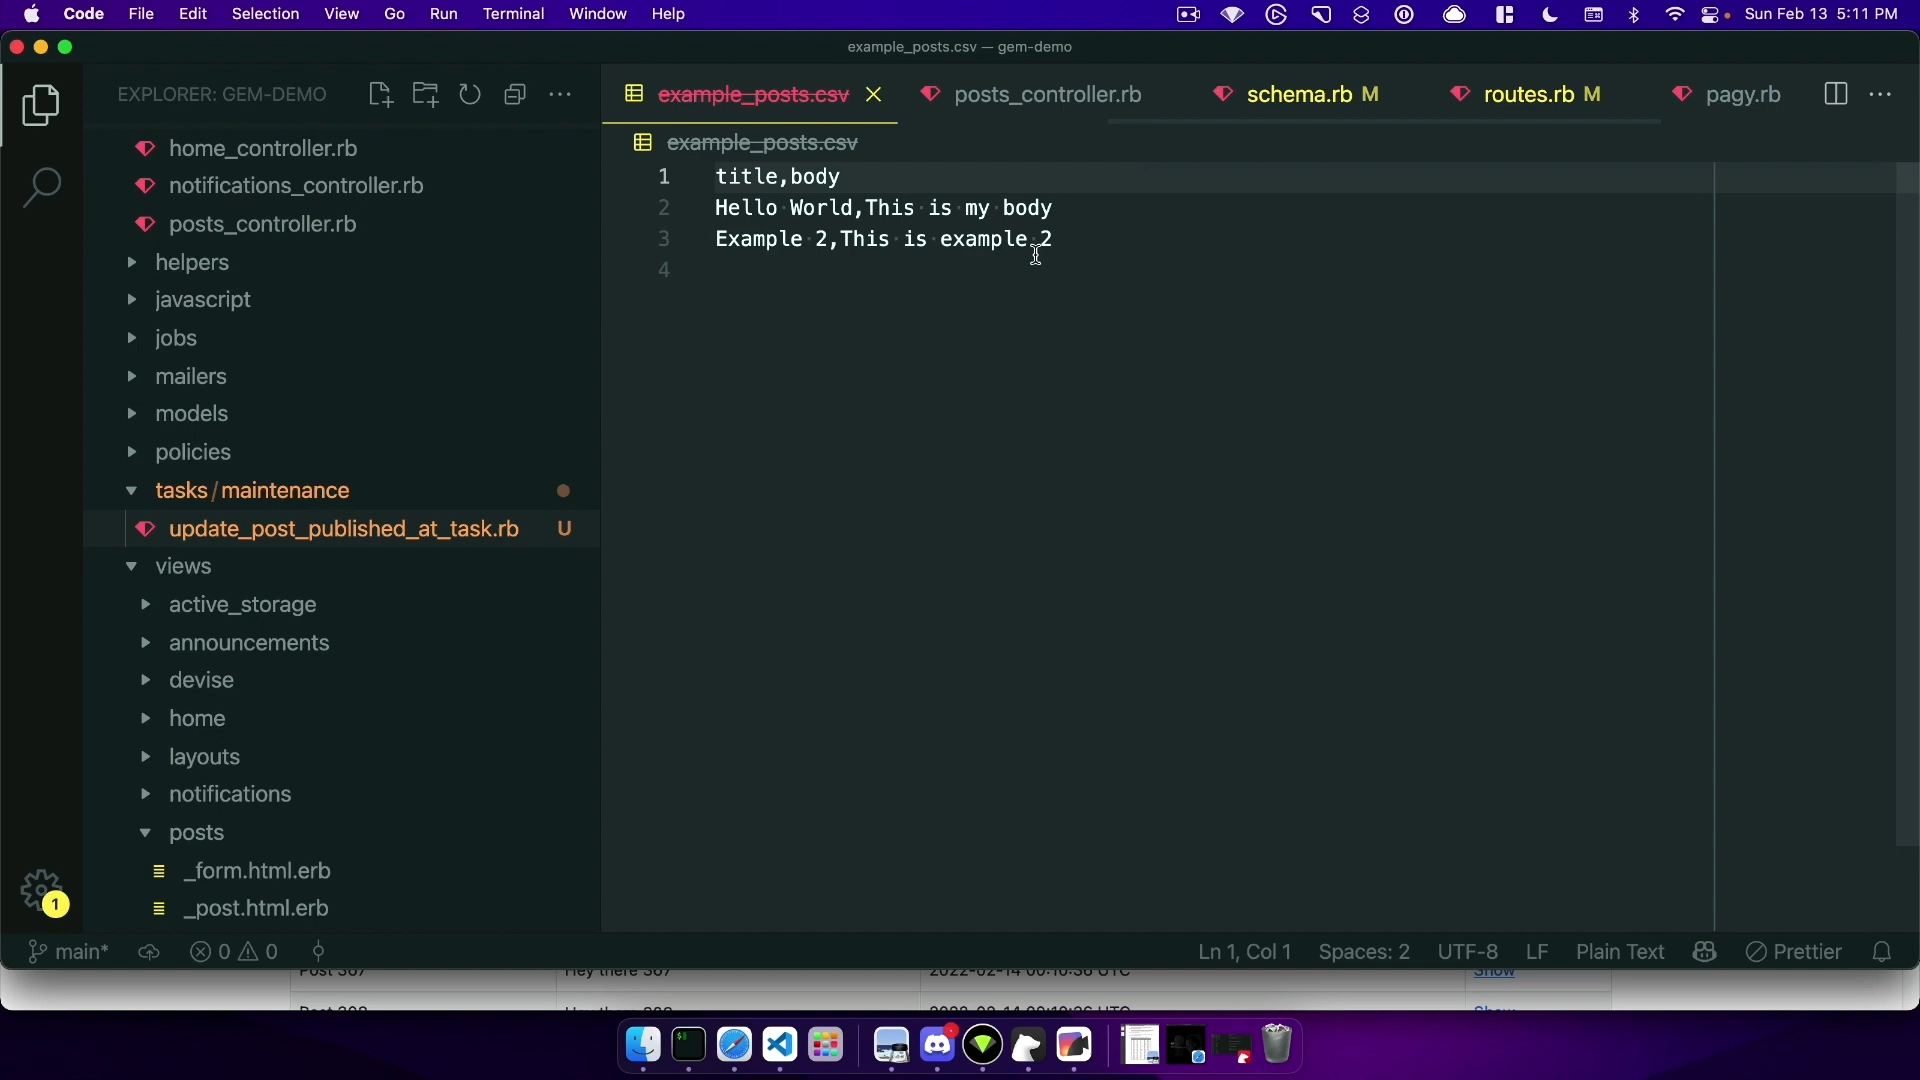 Code File Edit Selection View Go Run Terminal Window Help Sun Feb 13 5:11 PM
example_posts.csv — gem-demo
EXPLORER: GEM-DEMO
example_posts.csv posts_controller.rb schema.rb M routes.rb M pagy.rb
example_posts.csv
home_controller.rb
notifications_controller.rb
posts_controller.rb
helpers
javascript
jobs
mailers
models
policies
tasks/maintenance
update_post_published_at_task.rb U
views
active_storage
announcements
devise
home
layouts
notifications
posts
_form.html.erb
_post.html.erb
1 title,body
2 Hello World,This is my body
3 Example 2,This is example 2
4
1
main* 0 0 Ln 1, Col 1 Spaces: 2 UTF-8 LF Plain Text Prettier
Show